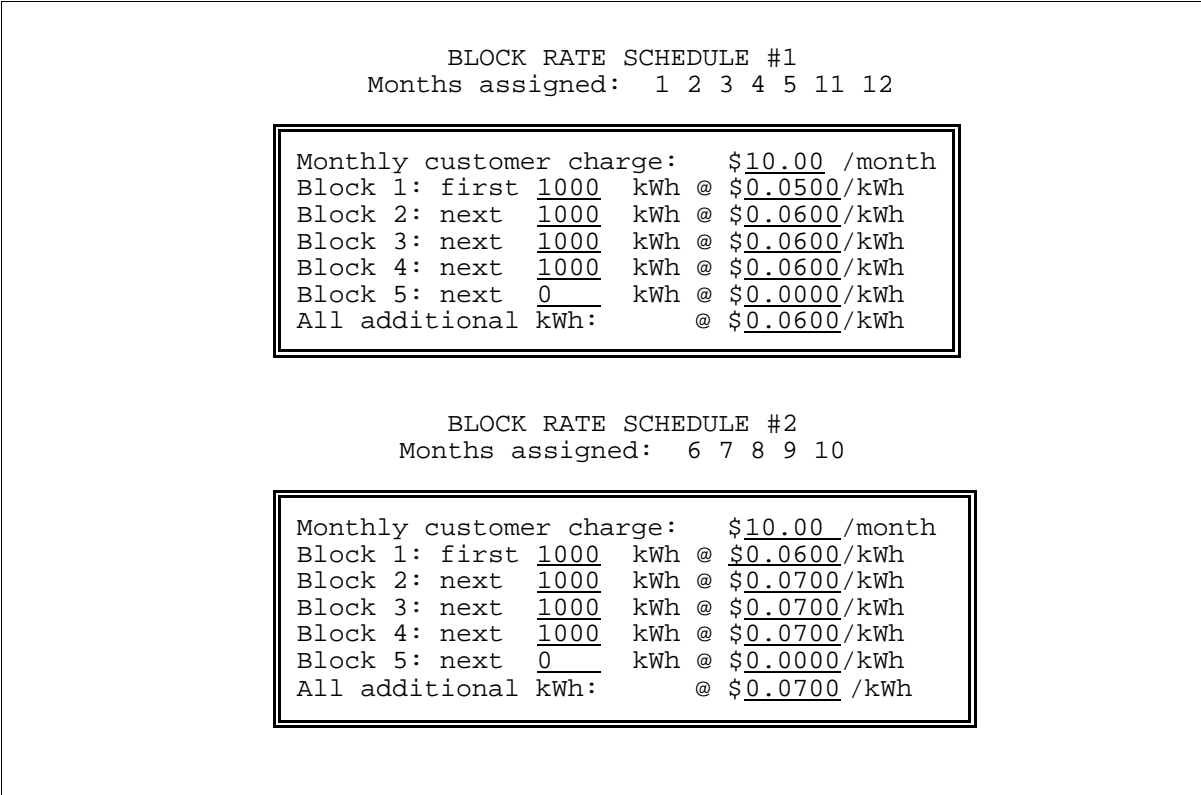 BLOCK RATE SCHEDULE #1
Months assigned: 1 2 3 4 5 11 12
Monthly customer charge: $10.00 /month
Block 1: first 1000 kWh @ $0.0500/kWh
Block 2: next 1000 kWh @ $0.0600/kWh
Block 3: next 1000 kWh @ $0.0600/kWh
Block 4: next 1000 kWh @ $0.0600/kWh
Block 5: next 0 kWh @ $0.0000/kWh
All additional kWh: @ $0.0600/kWh
BLOCK RATE SCHEDULE #2
Months assigned: 6 7 8 9 10
Monthly customer charge: $10.00 /month
Block 1: first 1000 kWh @ $0.0600/kWh
Block 2: next 1000 kWh @ $0.0700/kWh
Block 3: next 1000 kWh @ $0.0700/kWh
Block 4: next 1000 kWh @ $0.0700/kWh
Block 5: next 0 kWh @ $0.0000/kWh
All additional kWh: @ $0.0700 /kWh